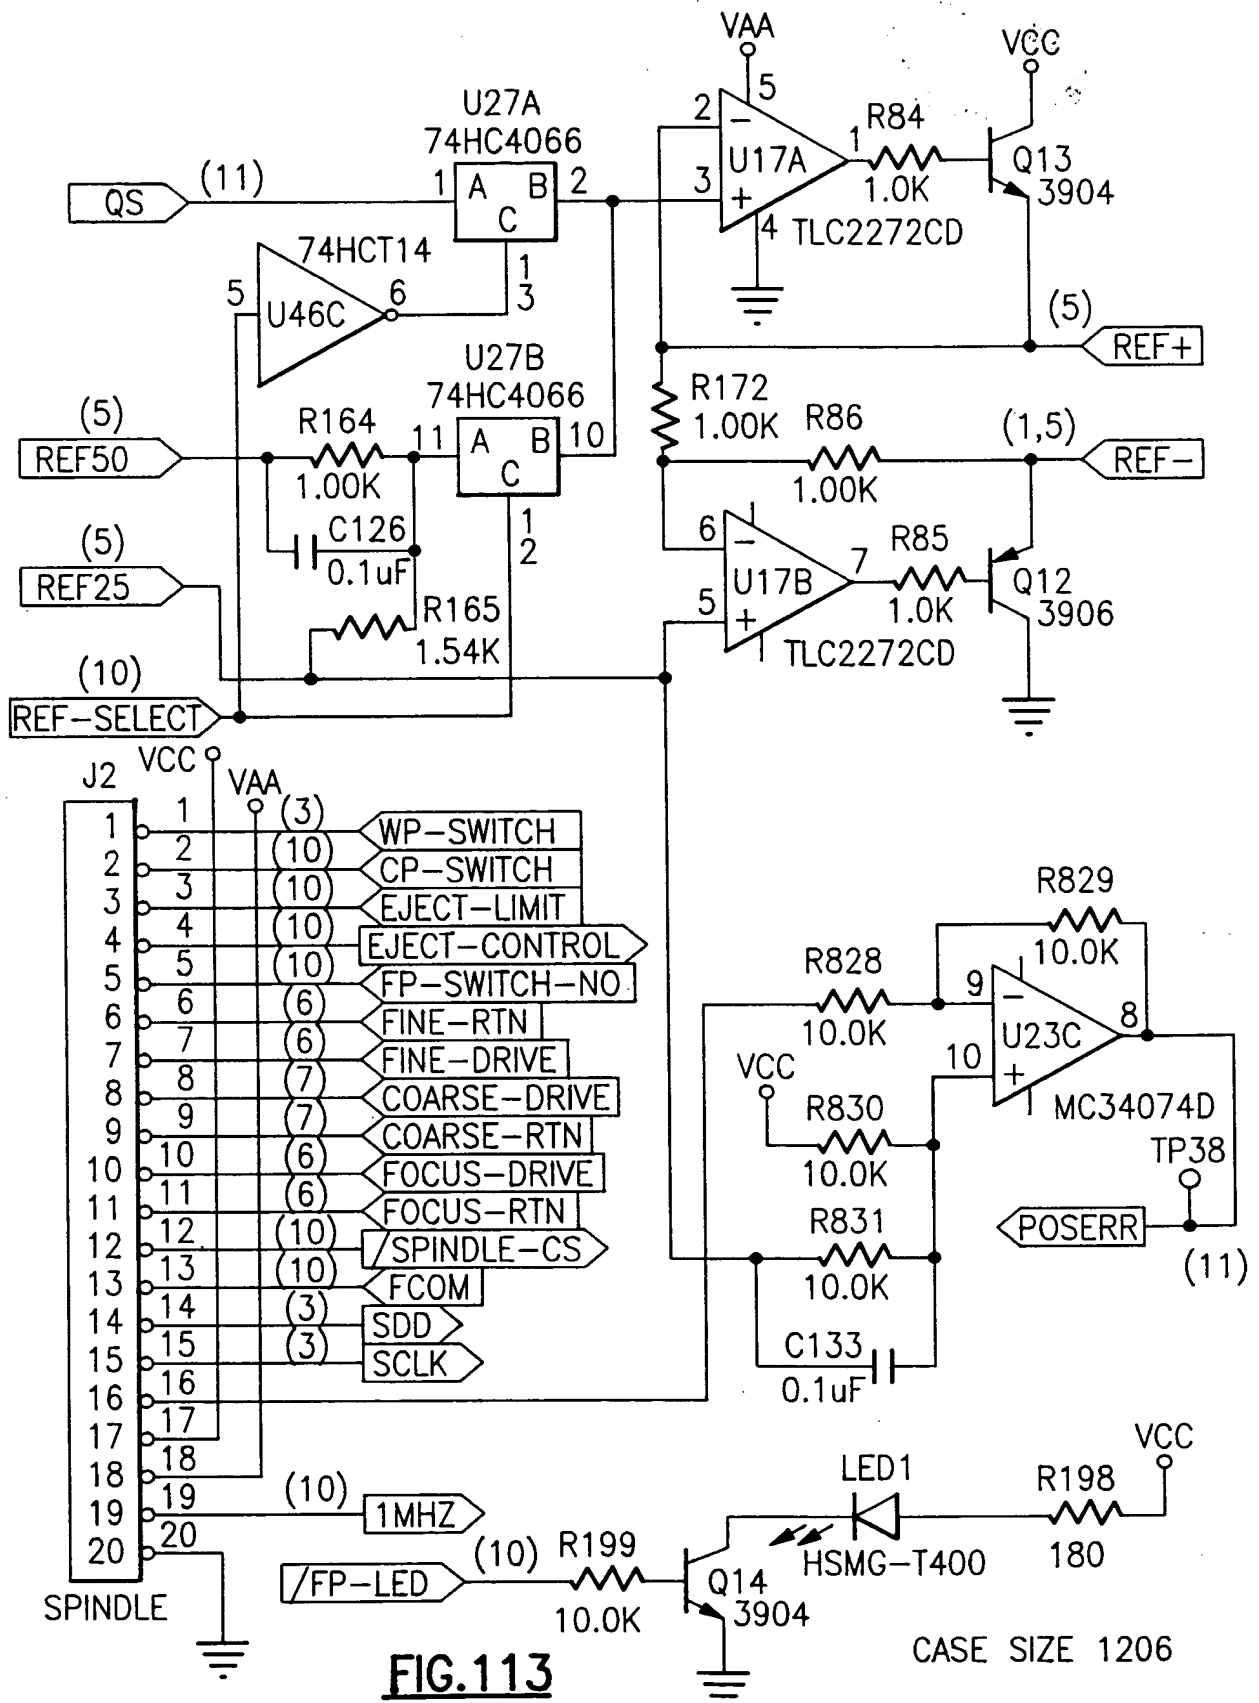 VAA
VCC
U27A
74HC4066
2
5
1
R84
U17A
Q13
3904
1.0K
3
4
TLC2272CD
QS
(11)
1
A
B
C
2
74HCT14
1
3
5
U46C
6
(5)
REF+
U27B
74HC4066
R172
1.00K
R86
1.00K
(1,5)
REF-
(5)
REF50
R164
1.00K
11
A
B
C
10
C126
0.1uF
1
2
6
U17B
7
R85
1.0K
Q12
3906
5
TLC2272CD
(5)
REF25
R165
1.54K
(10)
REF-SELECT
J2
VCC
VAA
1 1 (3) WP-SWITCH
2 2 (10) CP-SWITCH
3 3 (10) EJECT-LIMIT
4 4 (10) EJECT-CONTROL
5 5 (10) FP-SWITCH-NO
6 6 (6) FINE-RTN
7 7 (6) FINE-DRIVE
8 8 (7) COARSE-DRIVE
9 9 (7) COARSE-RTN
10 10 (6) FOCUS-DRIVE
11 11 (6) FOCUS-RTN
12 12 (10) /SPINDLE-CS
13 13 (10) FCOM
14 14 (3) SDD
15 15 (3) SCLK
16 16
17 17
18 18
19 19 (10) 1MHZ
20 20
SPINDLE
R829
10.0K
R828
10.0K
9
U23C
8
10
MC34074D
VCC
R830
10.0K
TP38
POSERR
(11)
R831
10.0K
C133
0.1uF
VCC
LED1
HSMG-T400
R198
180
/FP-LED
(10)
R199
10.0K
Q14
3904
CASE SIZE 1206
FIG.113